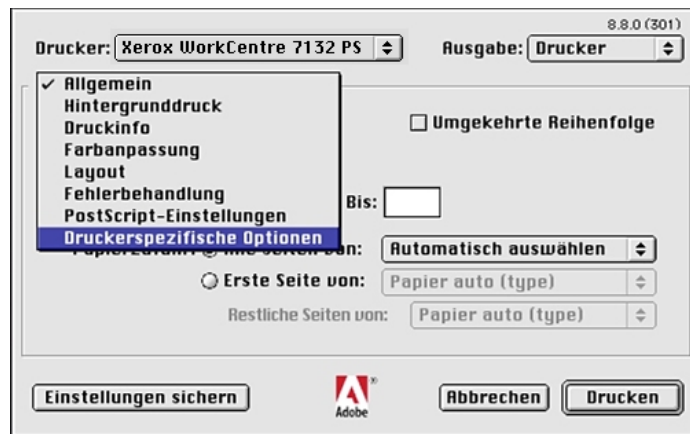 8.8.0 (301)
Drucker: Xerox WorkCentre 7132 PS Ausgabe: Drucker
✓ Allgemein
Hintergrunddruck
Druckinfo
Farbanpassung
Layout
Fehlerbehandlung
PostScript-Einstellungen
Druckerspezifische Optionen
Umgekehrte Reihenfolge
Bis:
Automatisch auswählen
Erste Seite von: Papier auto (type)
Restliche Seiten von: Papier auto (type)
Einstellungen sichern Adobe Abbrechen Drucken